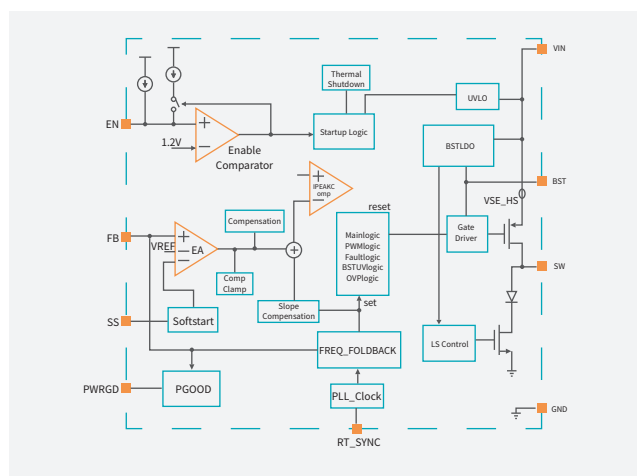 VIN
Thermal
Shutdown
UVLO
EN
Startup Logic
1.2V
Enable
Comparator
BSTLDO
IPEAKC
omp
BST
VSE_HS
reset
Compensation
FB
VREF
EA
Mainlogic
PWMlogic
Faultlogic
BSTUVlogic
OVPlogic
Gate
Driver
SW
Comp
Clamp
set
SS
Softstart
Slope
Compensation
LS Control
FREQ_FOLDBACK
PWRGD
PGOOD
PLL_Clock
GND
RT_SYNC